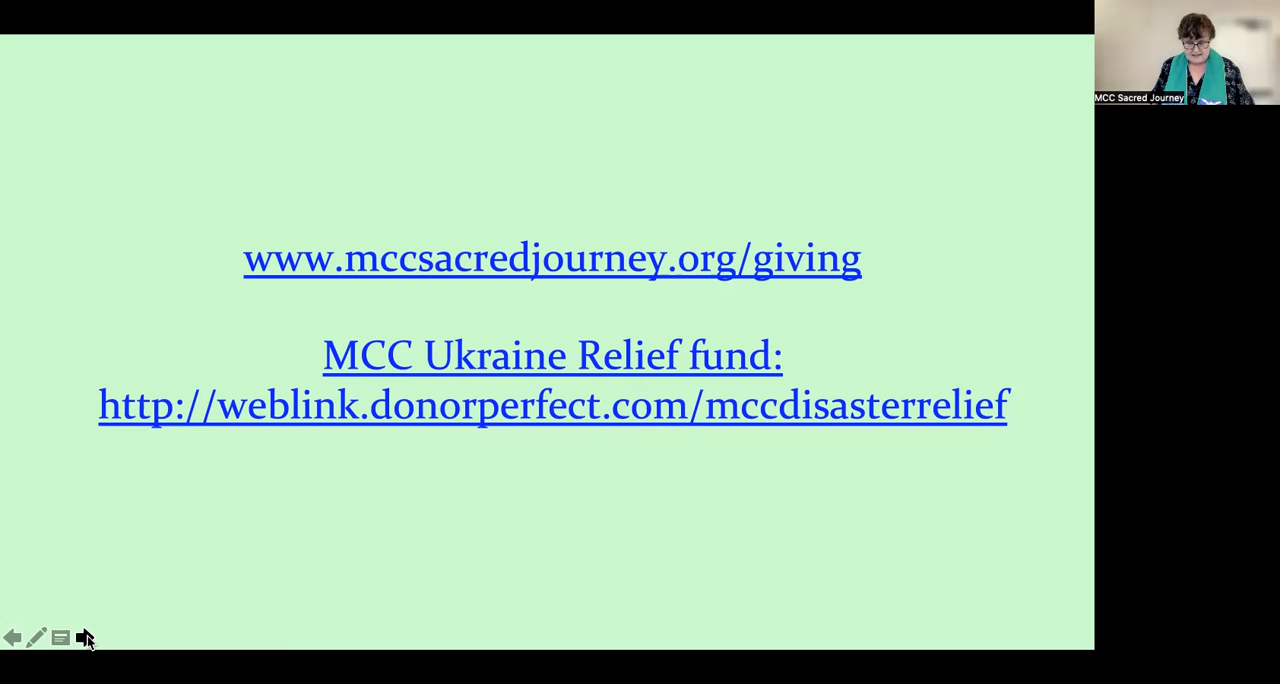 www.mccsacredjourney.org/giving
MCC Ukraine Relief fund:
http://weblink.donorperfect.com/mccdisasterrelief
MCC Sacred Journey